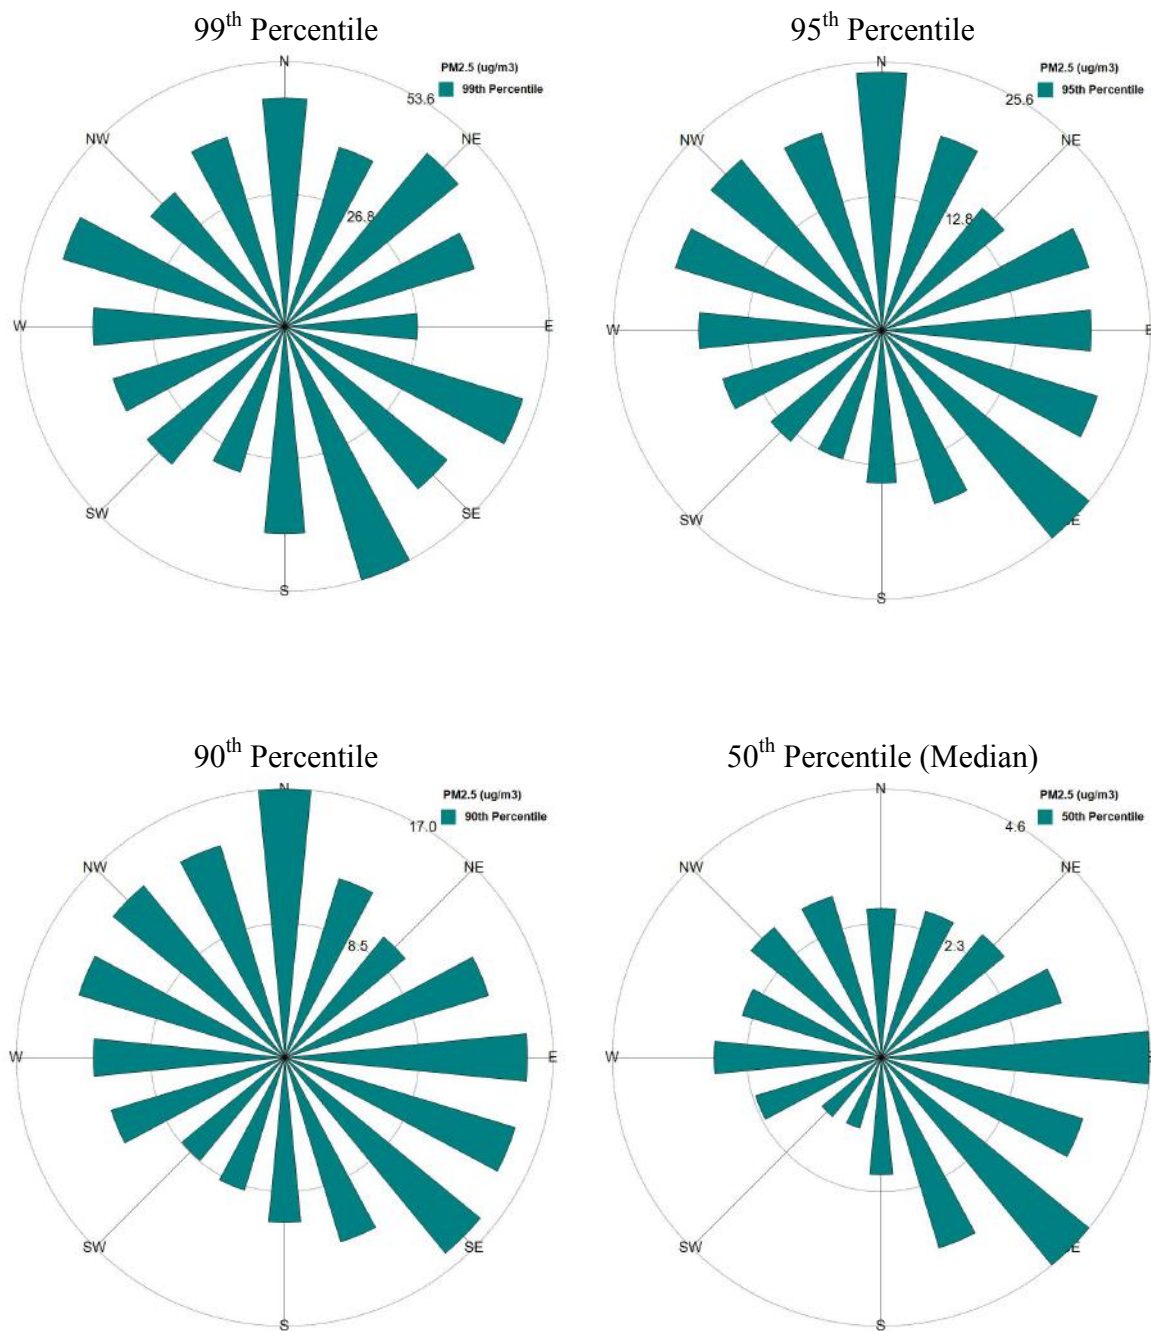 99th Percentile
PM2.5 (ug/m3)
99th Percentile
N
53.6
NW
NE
26.8
W
E
SW
SE
S
95th Percentile
PM2.5 (ug/m3)
95th Percentile
N
25.6
NW
NE
12.8
W
E
SW
SE
S
90th Percentile
PM2.5 (ug/m3)
90th Percentile
N
17.0
NW
NE
8.5
W
E
SW
SE
S
50th Percentile (Median)
PM2.5 (ug/m3)
50th Percentile
N
4.6
NW
NE
2.3
W
SW
SE
S